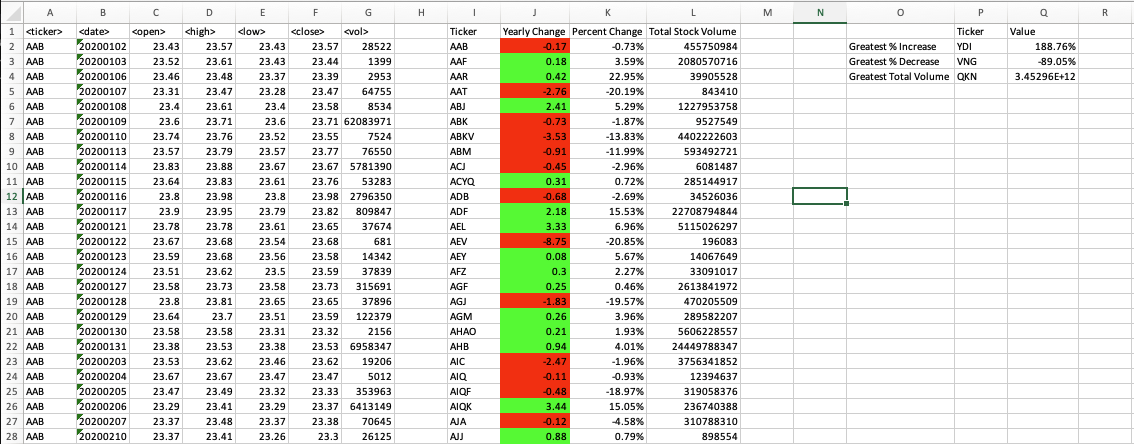 A B C D E F G H I J K L M N O P Q R
1 <ticker> <date> <open> <high> <low> <close> <vol> Ticker Yearly Change Percent Change Total Stock Volume Ticker Value
2 AAB 20200102 23.43 23.57 23.43 23.57 28522 AAB -0.17 -0.73% 455750984 Greatest % Increase YDI 188.76%
3 AAB 20200103 23.52 23.61 23.43 23.44 1399 AAF 0.18 3.59% 2080570716 Greatest % Decrease VNG -89.05%
4 AAB 20200106 23.46 23.48 23.37 23.39 2953 AAR 0.42 22.95% 39905528 Greatest Total Volume QKN 3.45296E+12
5 AAB 20200107 23.31 23.47 23.28 23.47 64755 AAT -2.76 -20.19% 843410
6 AAB 20200108 23.4 23.61 23.4 23.58 8534 ABJ 2.41 5.29% 1227953758
7 AAB 20200109 23.6 23.71 23.6 23.71 62083971 ABK -0.73 -1.87% 9527549
8 AAB 20200110 23.74 23.76 23.52 23.55 7524 ABKV -3.53 -13.83% 4402222603
9 AAB 20200113 23.57 23.79 23.57 23.77 76550 ABM -0.91 -11.99% 593492721
10 AAB 20200114 23.83 23.88 23.67 23.67 5781390 ACJ -0.45 -2.96% 6081487
11 AAB 20200115 23.64 23.83 23.61 23.76 53283 ACYQ 0.31 0.72% 285144917
12 AAB 20200116 23.8 23.98 23.8 23.98 2796350 ADB -0.68 -2.69% 34526036
13 AAB 20200117 23.9 23.95 23.79 23.82 809847 ADF 2.18 15.53% 22708794844
14 AAB 20200121 23.78 23.78 23.61 23.65 37674 AEL 3.33 6.96% 5115026297
15 AAB 20200122 23.67 23.68 23.54 23.68 681 AEV -8.75 -20.85% 196083
16 AAB 20200123 23.59 23.68 23.56 23.58 14342 AEY 0.08 5.67% 14067649
17 AAB 20200124 23.51 23.62 23.5 23.59 37839 AFZ 0.3 2.27% 33091017
18 AAB 20200127 23.58 23.73 23.58 23.73 315691 AGF 0.25 0.46% 2613841972
19 AAB 20200128 23.8 23.81 23.65 23.65 37896 AGJ -1.83 -19.57% 470205509
20 AAB 20200129 23.64 23.7 23.51 23.59 122379 AGM 0.26 3.96% 289582207
21 AAB 20200130 23.58 23.58 23.31 23.32 2156 AHAO 0.21 1.93% 5606228557
22 AAB 20200131 23.38 23.53 23.38 23.53 6958347 AHB 0.94 4.01% 24449788347
23 AAB 20200203 23.53 23.62 23.46 23.62 19206 AIC -2.47 -1.96% 3756341852
24 AAB 20200204 23.67 23.67 23.47 23.47 5012 AIQ -0.11 -0.93% 12394637
25 AAB 20200205 23.47 23.49 23.32 23.33 353963 AIQF -0.48 -18.97% 319058376
26 AAB 20200206 23.29 23.41 23.29 23.37 6413149 AIQK 3.44 15.05% 236740388
27 AAB 20200207 23.37 23.48 23.37 23.38 70645 AJA -0.12 -4.58% 310788310
28 AAB 20200210 23.37 23.41 23.26 23.3 26125 AJJ 0.88 0.79% 898554